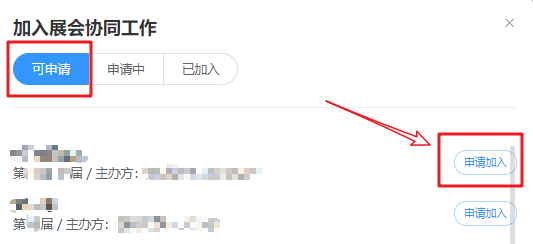 加入展会协同工作
可申请 申请中 已加入
申请加入
第 届 / 主办方：
申请加入
第 届 / 主办方：